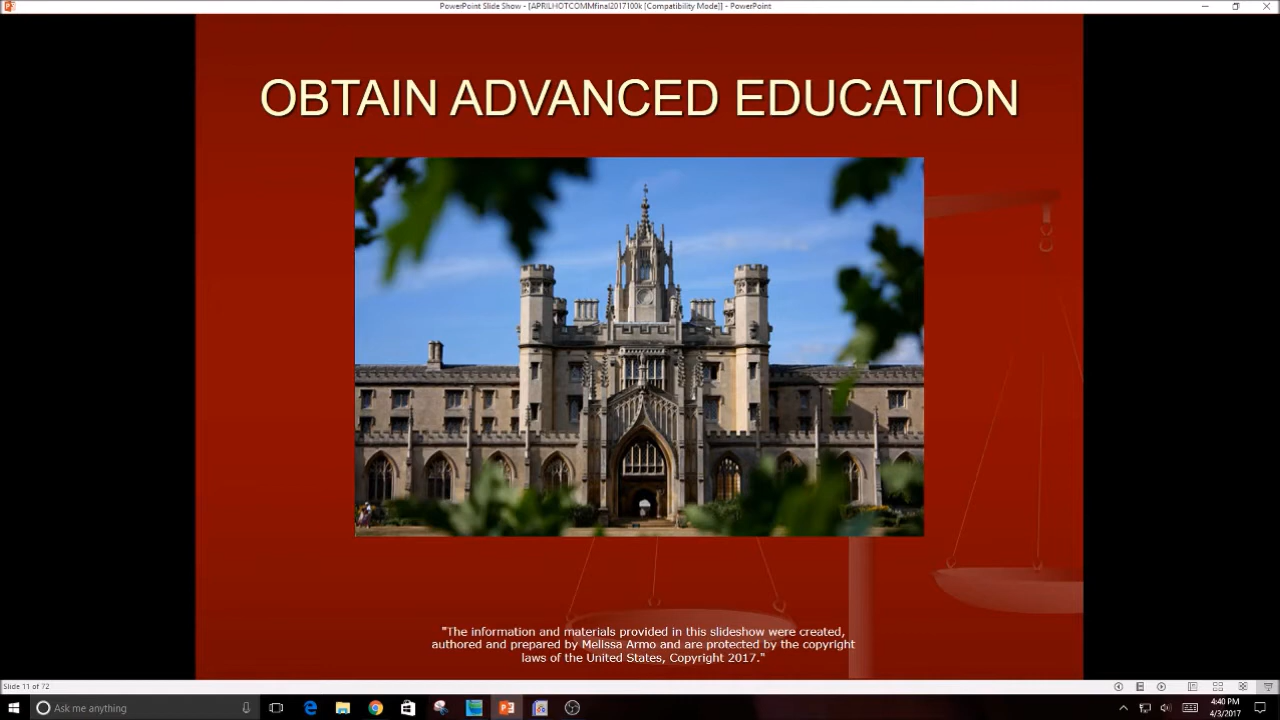 PowerPoint Slide Show - [APRILHOTCOMMfinal2017100k [Compatibility Mode]] - PowerPoint
OBTAIN ADVANCED EDUCATION
"The information and materials provided in this slideshow were created,
authored and prepared by Melissa Armo and are protected by the copyright
laws of the United States, Copyright 2017."
Slide 11 of 72
Ask me anything
4:40 PM
4/3/2017